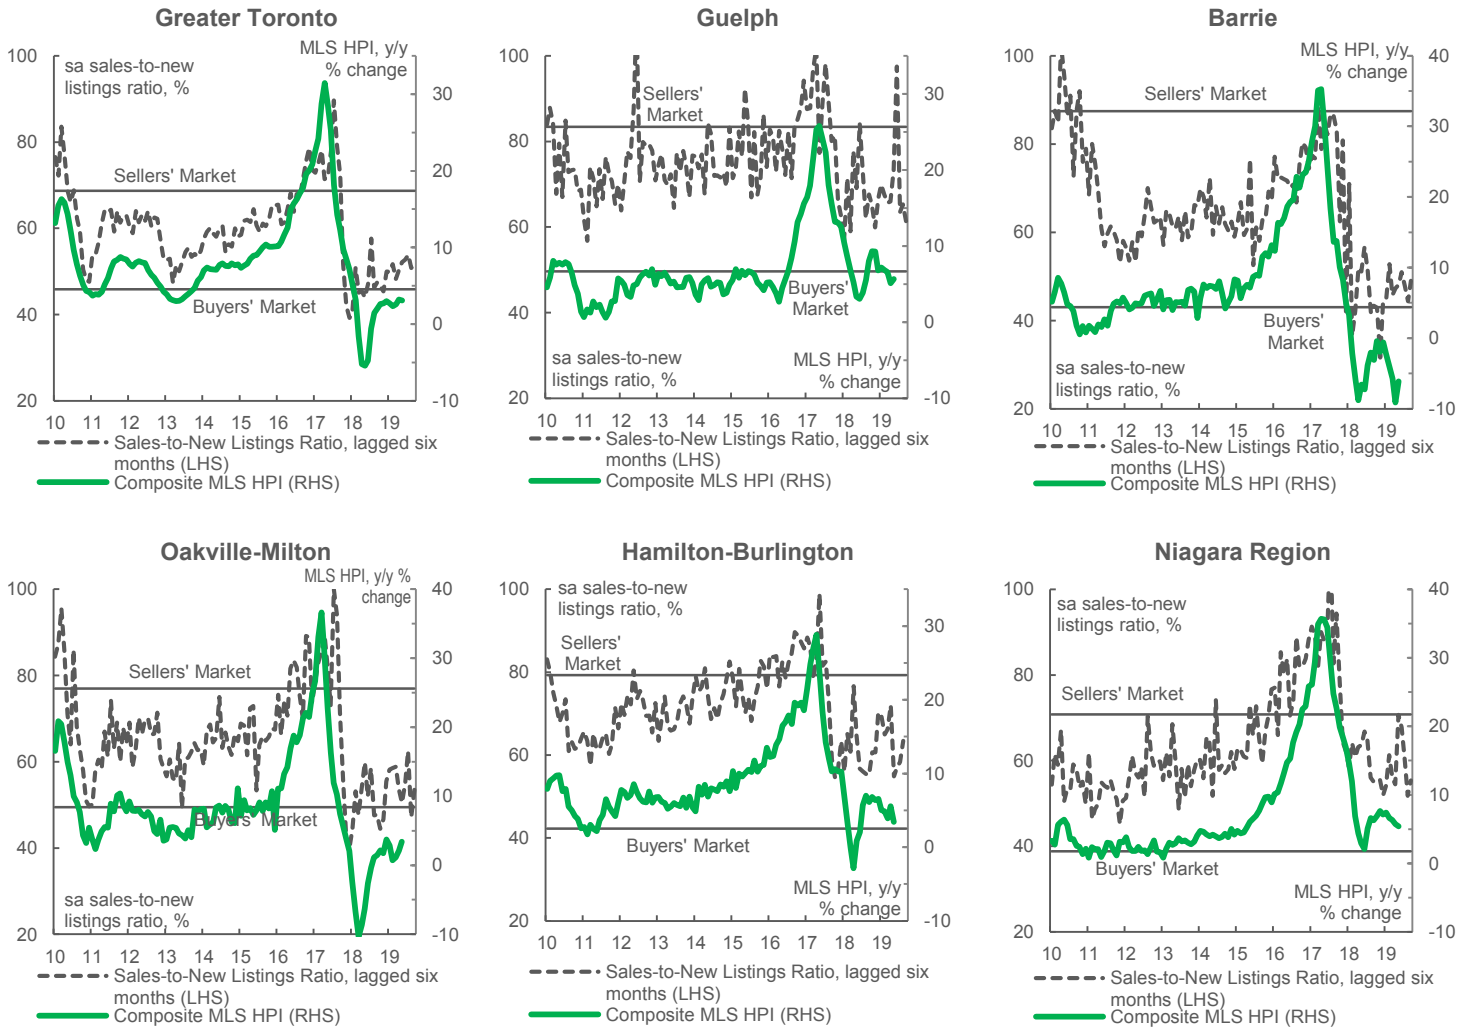 Greater Toronto
MLS HPI, y/y
% change
sa sales-to-new
listings ratio, %
100
80
60
40
20
30
20
10
0
-10
Sellers' Market
Buyers' Market
10 11 12 13 14 15 16 17 18 19
Sales-to-New Listings Ratio, lagged six
months (LHS)
Composite MLS HPI (RHS)
Guelph
100
80
60
40
20
30
20
10
0
-10
Sellers'
Market
Buyers'
Market
sa sales-to-new
listings ratio, %
MLS HPI, y/y
% change
10 11 12 13 14 15 16 17 18 19
Sales-to-New Listings Ratio, lagged six
months (LHS)
Composite MLS HPI (RHS)
Barrie
MLS HPI, y/y
% change
100
80
60
40
20
40
30
20
10
0
-10
Sellers' Market
Buyers'
Market
sa sales-to-new
listings ratio, %
10 11 12 13 14 15 16 17 18 19
Sales-to-New Listings Ratio, lagged six
months (LHS)
Composite MLS HPI (RHS)
Oakville-Milton
MLS HPI, y/y %
change
100
80
60
40
20
40
30
20
10
0
-10
Sellers' Market
Buyers' Market
sa sales-to-new
listings ratio, %
10 11 12 13 14 15 16 17 18 19
Sales-to-New Listings Ratio, lagged six
months (LHS)
Composite MLS HPI (RHS)
Hamilton-Burlington
sa sales-to-new
listings ratio, %
100
80
60
40
20
30
20
10
0
-10
Sellers'
Market
Buyers' Market
MLS HPI, y/y
% change
10 11 12 13 14 15 16 17 18 19
Sales-to-New Listings Ratio, lagged six
months (LHS)
Composite MLS HPI (RHS)
Niagara Region
sa sales-to-new
listings ratio, %
100
80
60
40
20
40
30
20
10
0
-10
Sellers' Market
Buyers' Market
MLS HPI, y/y
% change
10 11 12 13 14 15 16 17 18 19
Sales-to-New Listings Ratio, lagged six
months (LHS)
Composite MLS HPI (RHS)